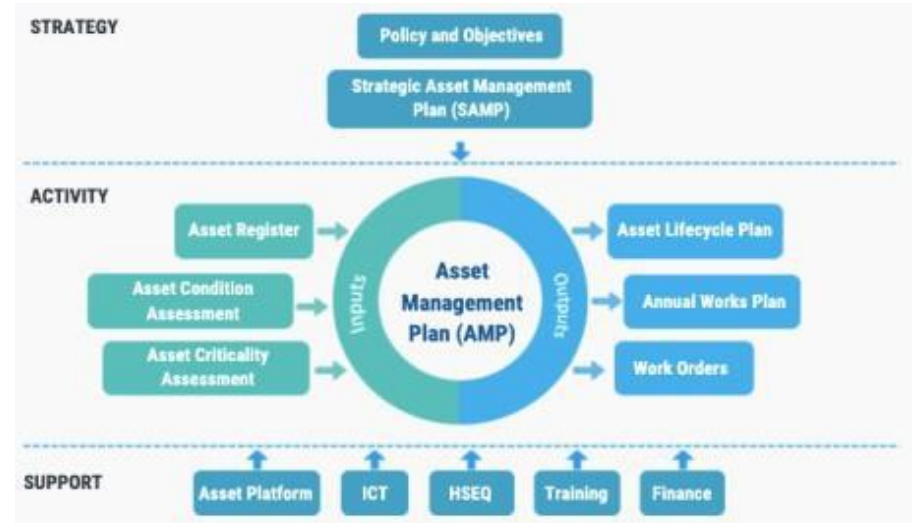 STRATEGY
Policy and Objectives
Strategic Asset Management
Plan (SAMP)
ACTIVITY
Asset Register
Asset Condition
Assessment
Asset Criticality
Assessment
Inputs
Asset
Management
Plan (AMP)
Outputs
Asset Lifecycle Plan
Annual Works Plan
Work Orders
SUPPORT
Asset Platform
ICT
HSEQ
Training
Finance